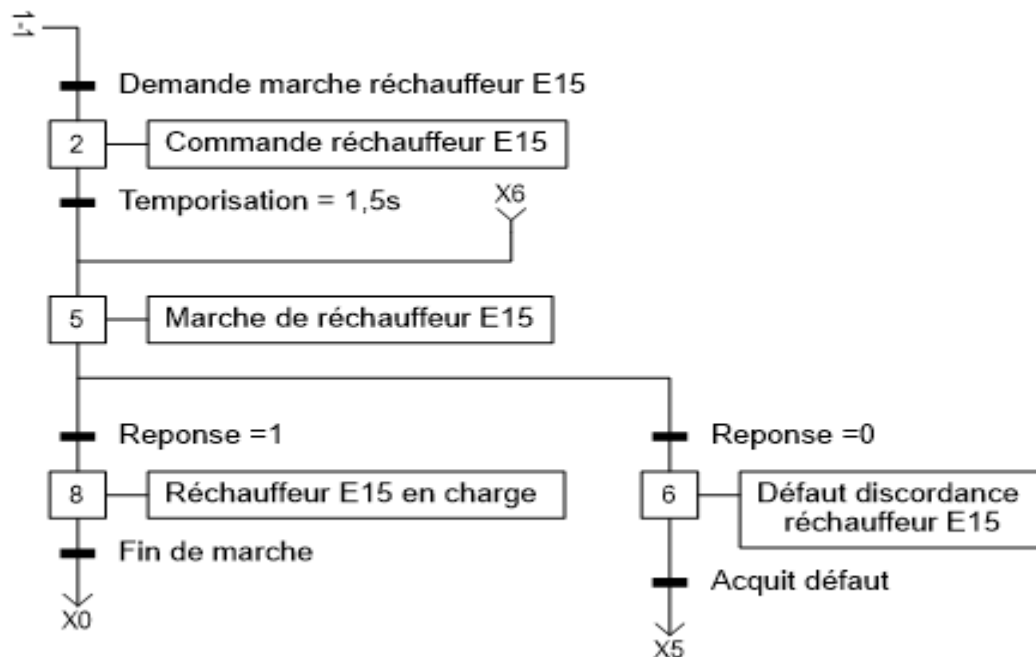 1-1
Demande marche réchauffeur E15
2
Commande réchauffeur E15
Temporisation = 1,5s
X6
5
Marche de réchauffeur E15
Reponse =1
Reponse =0
8
Réchauffeur E15 en charge
6
Défaut discordance
réchauffeur E15
Fin de marche
Acquit défaut
X0
X5